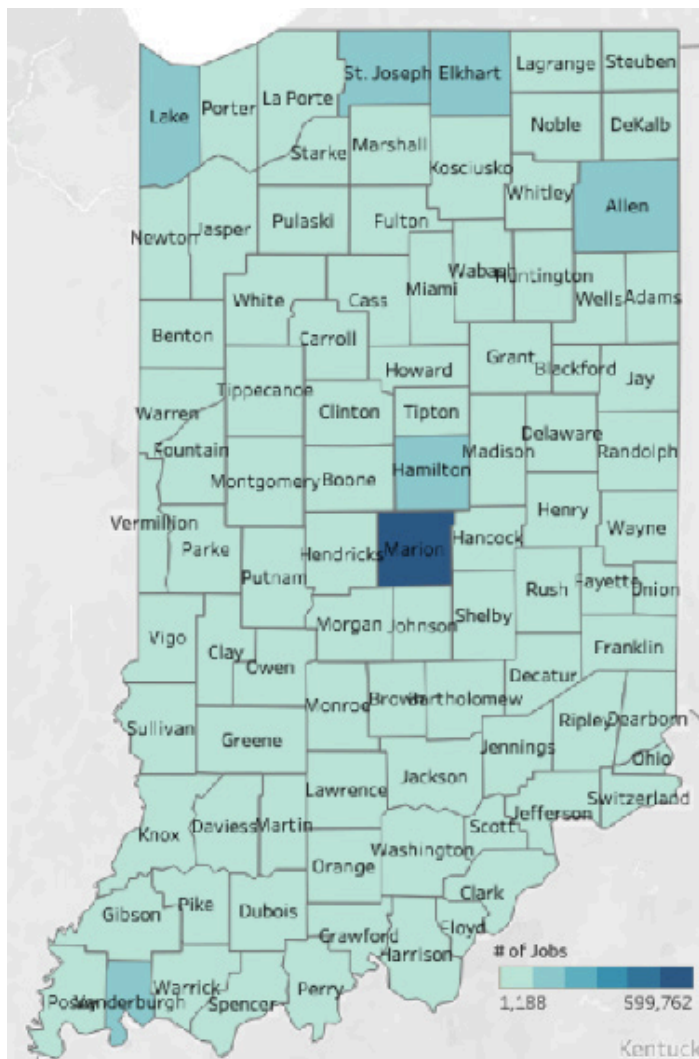 St. Joseph Elkhart Lagrange Steuben
Lake Porter La Porte
Noble DeKalb
Starke Marshall
Kosciusko
Whitley Allen
Newton Jasper Pulaski Fulton
Wabash Huntington
White Cass Miami Wells Adams
Benton Carroll
Howard Grant Blackford Jay
Tippecanoe
Warren Clinton Tipton
Fountain Madison Delaware Randolph
Montgomery Boone Hamilton
Vermillion Henry Wayne
Parke Hendricks Marion Hancock
Putnam Rush Fayette Union
Vigo Clay Owen Morgan Johnson Shelby Franklin
Decatur
Sullivan Monroe Brown Bartholomew Ripley Dearborn
Greene Jennings Ohio
Lawrence Jackson Switzerland
Knox Daviess Martin Scott Jefferson
Orange Washington
Clark
Gibson Pike Dubois Floyd
Crawford Harrison
Posey Vanderburgh Warrick Spencer Perry
# of Jobs
1,188 599,762
Kentuck